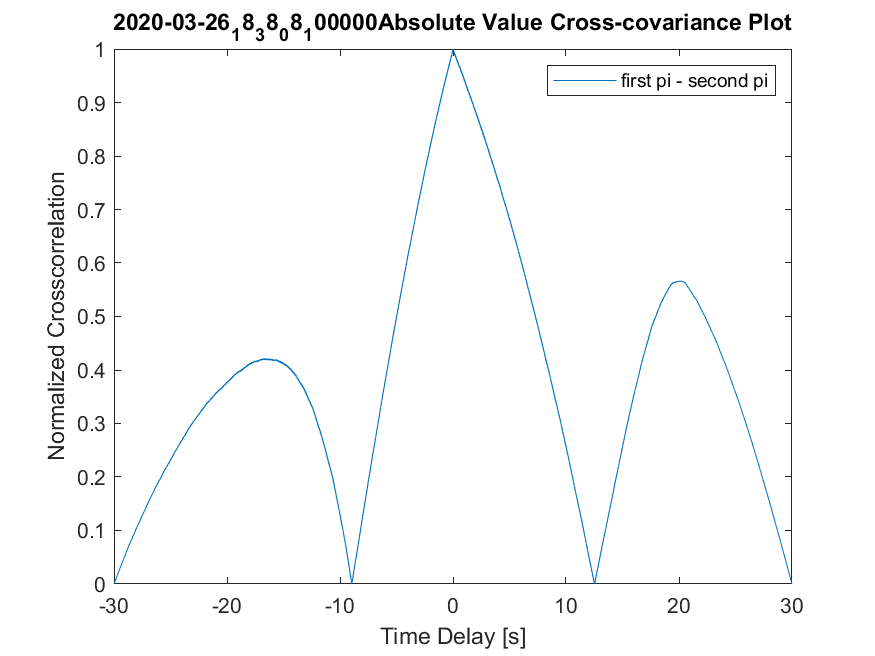 2020-03-26₁8₃8₀8₁00000Absolute Value Cross-covariance Plot
first pi - second pi
Normalized Crosscorrelation
1
0.9
0.8
0.7
0.6
0.5
0.4
0.3
0.2
0.1
0
-30 -20 -10 0 10 20 30
Time Delay [s]